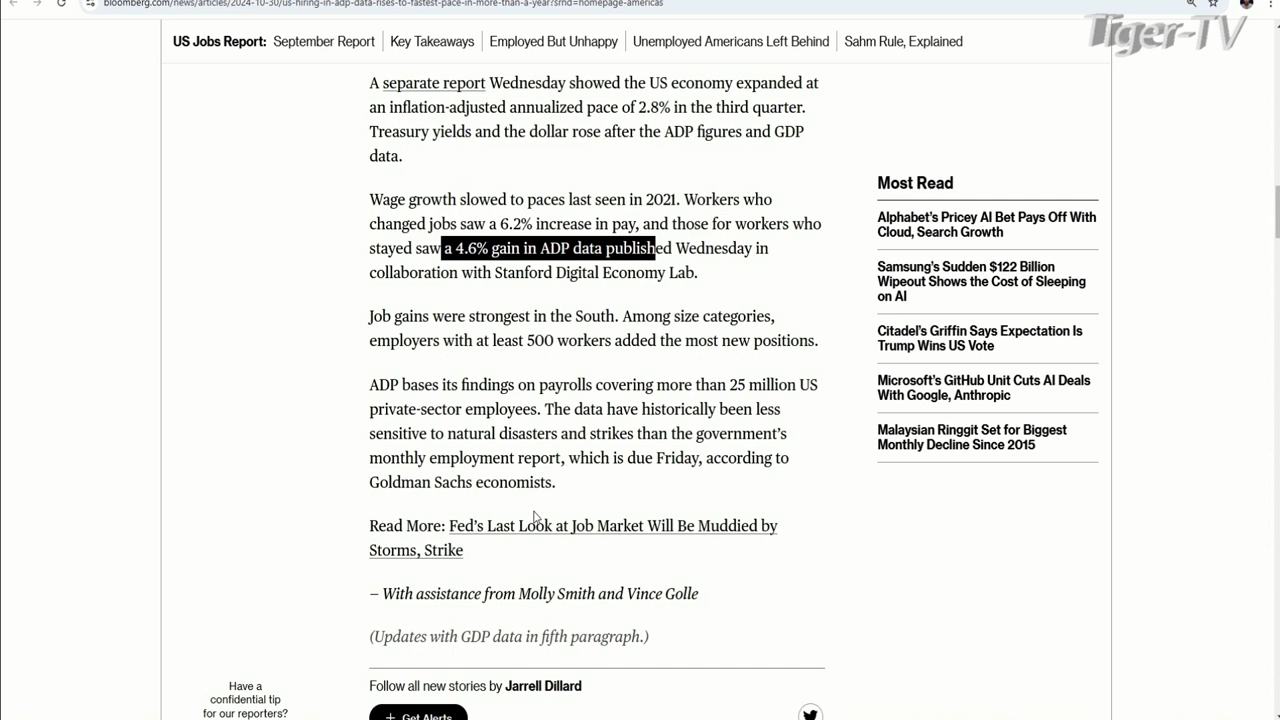 bloomberg.com/news/articles/2024-10-30/us-hiring-in-adp-data-rises-to-fastest-pace-in-more-than-a-year?srnd=homepage-americas
Tiger-TV
US Jobs Report: September Report Key Takeaways Employed But Unhappy Unemployed Americans Left Behind Sahm Rule, Explained
A separate report Wednesday showed the US economy expanded at
an inflation-adjusted annualized pace of 2.8% in the third quarter.
Treasury yields and the dollar rose after the ADP figures and GDP
data.
Wage growth slowed to paces last seen in 2021. Workers who
changed jobs saw a 6.2% increase in pay, and those for workers who
stayed saw a 4.6% gain in ADP data published Wednesday in
collaboration with Stanford Digital Economy Lab.
Job gains were strongest in the South. Among size categories,
employers with at least 500 workers added the most new positions.
ADP bases its findings on payrolls covering more than 25 million US
private-sector employees. The data have historically been less
sensitive to natural disasters and strikes than the government's
monthly employment report, which is due Friday, according to
Goldman Sachs economists.
Read More: Fed's Last Look at Job Market Will Be Muddied by
Storms, Strike
– With assistance from Molly Smith and Vince Golle
(Updates with GDP data in fifth paragraph.)
Follow all new stories by Jarrell Dillard
+ Get Alerts
Most Read
Alphabet's Pricey AI Bet Pays Off With
Cloud, Search Growth
Samsung's Sudden $122 Billion
Wipeout Shows the Cost of Sleeping
on AI
Citadel's Griffin Says Expectation Is
Trump Wins US Vote
Microsoft's GitHub Unit Cuts AI Deals
With Google, Anthropic
Malaysian Ringgit Set for Biggest
Monthly Decline Since 2015
Have a
confidential tip
for our reporters?